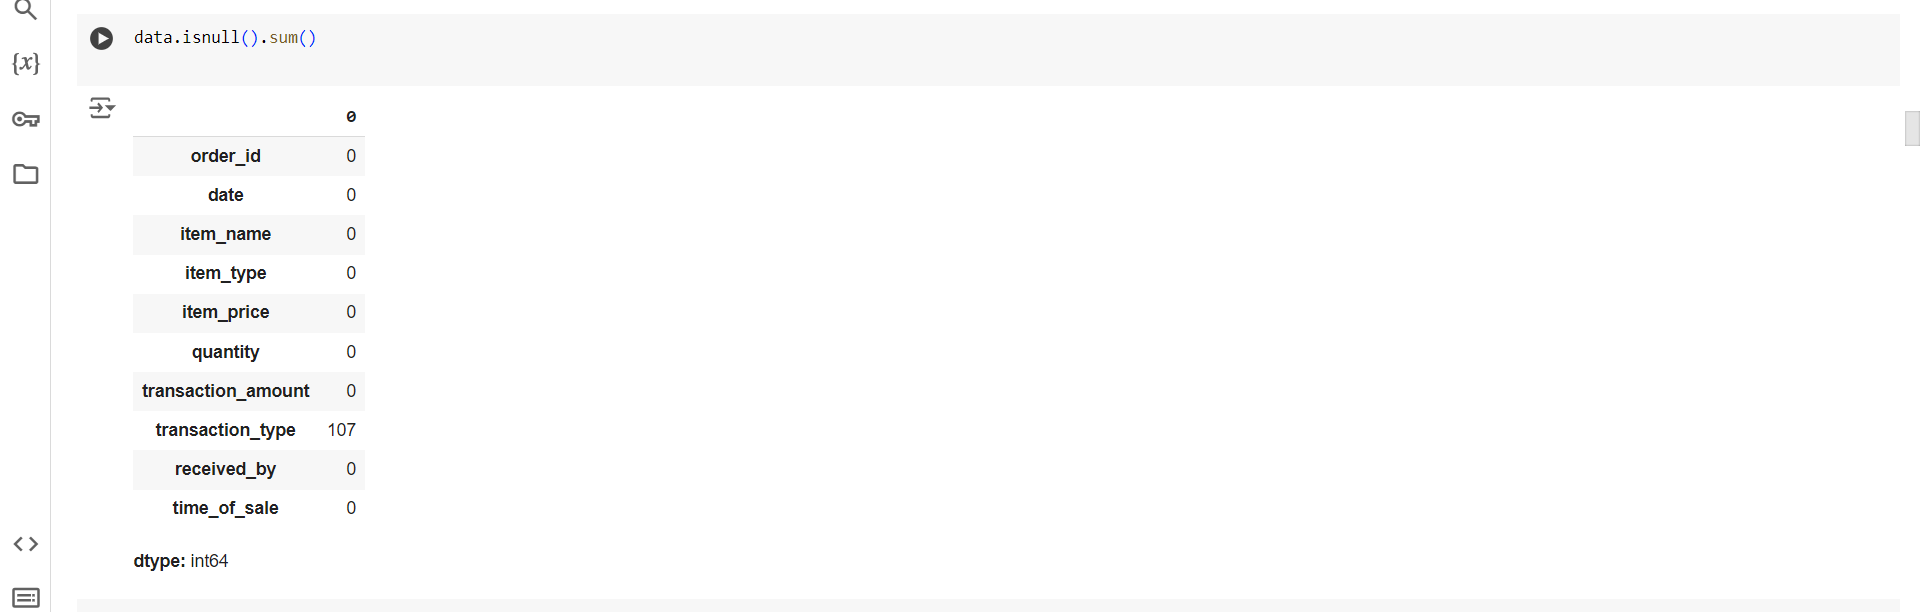 data.isnull().sum()
{x}
0
order_id 0
date 0
item_name 0
item_type 0
item_price 0
quantity 0
transaction_amount 0
transaction_type 107
received_by 0
time_of_sale 0
dtype: int64